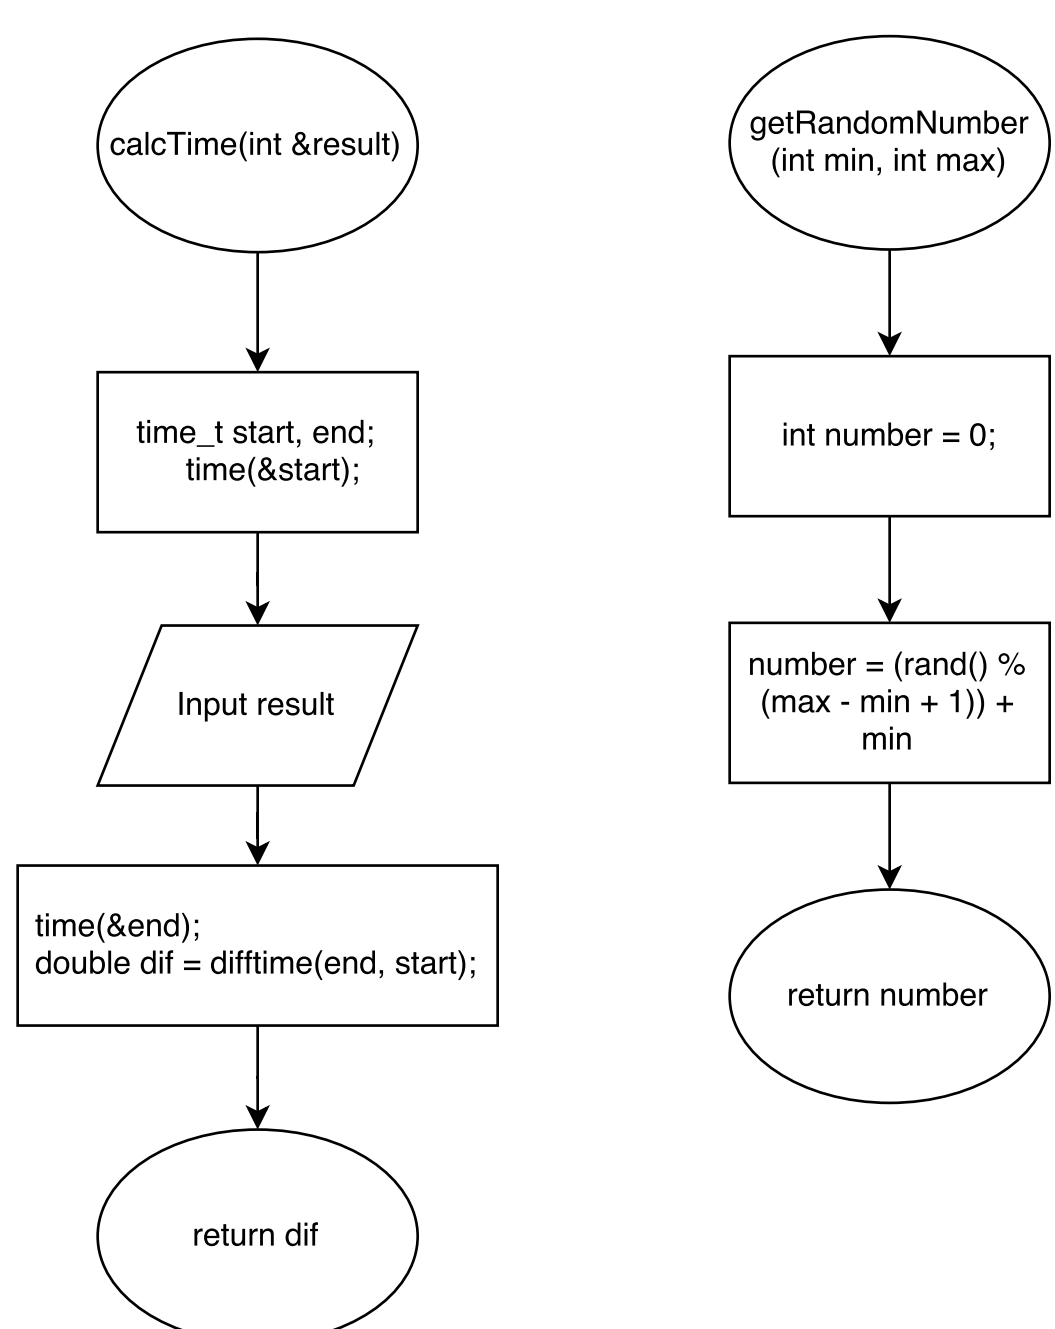 calcTime(int &result)
time_t start, end;
time(&start);
Input result
time(&end);
double dif = difftime(end, start);
return dif
getRandomNumber
(int min, int max)
int number = 0;
number = (rand() %
(max - min + 1)) +
min
return number